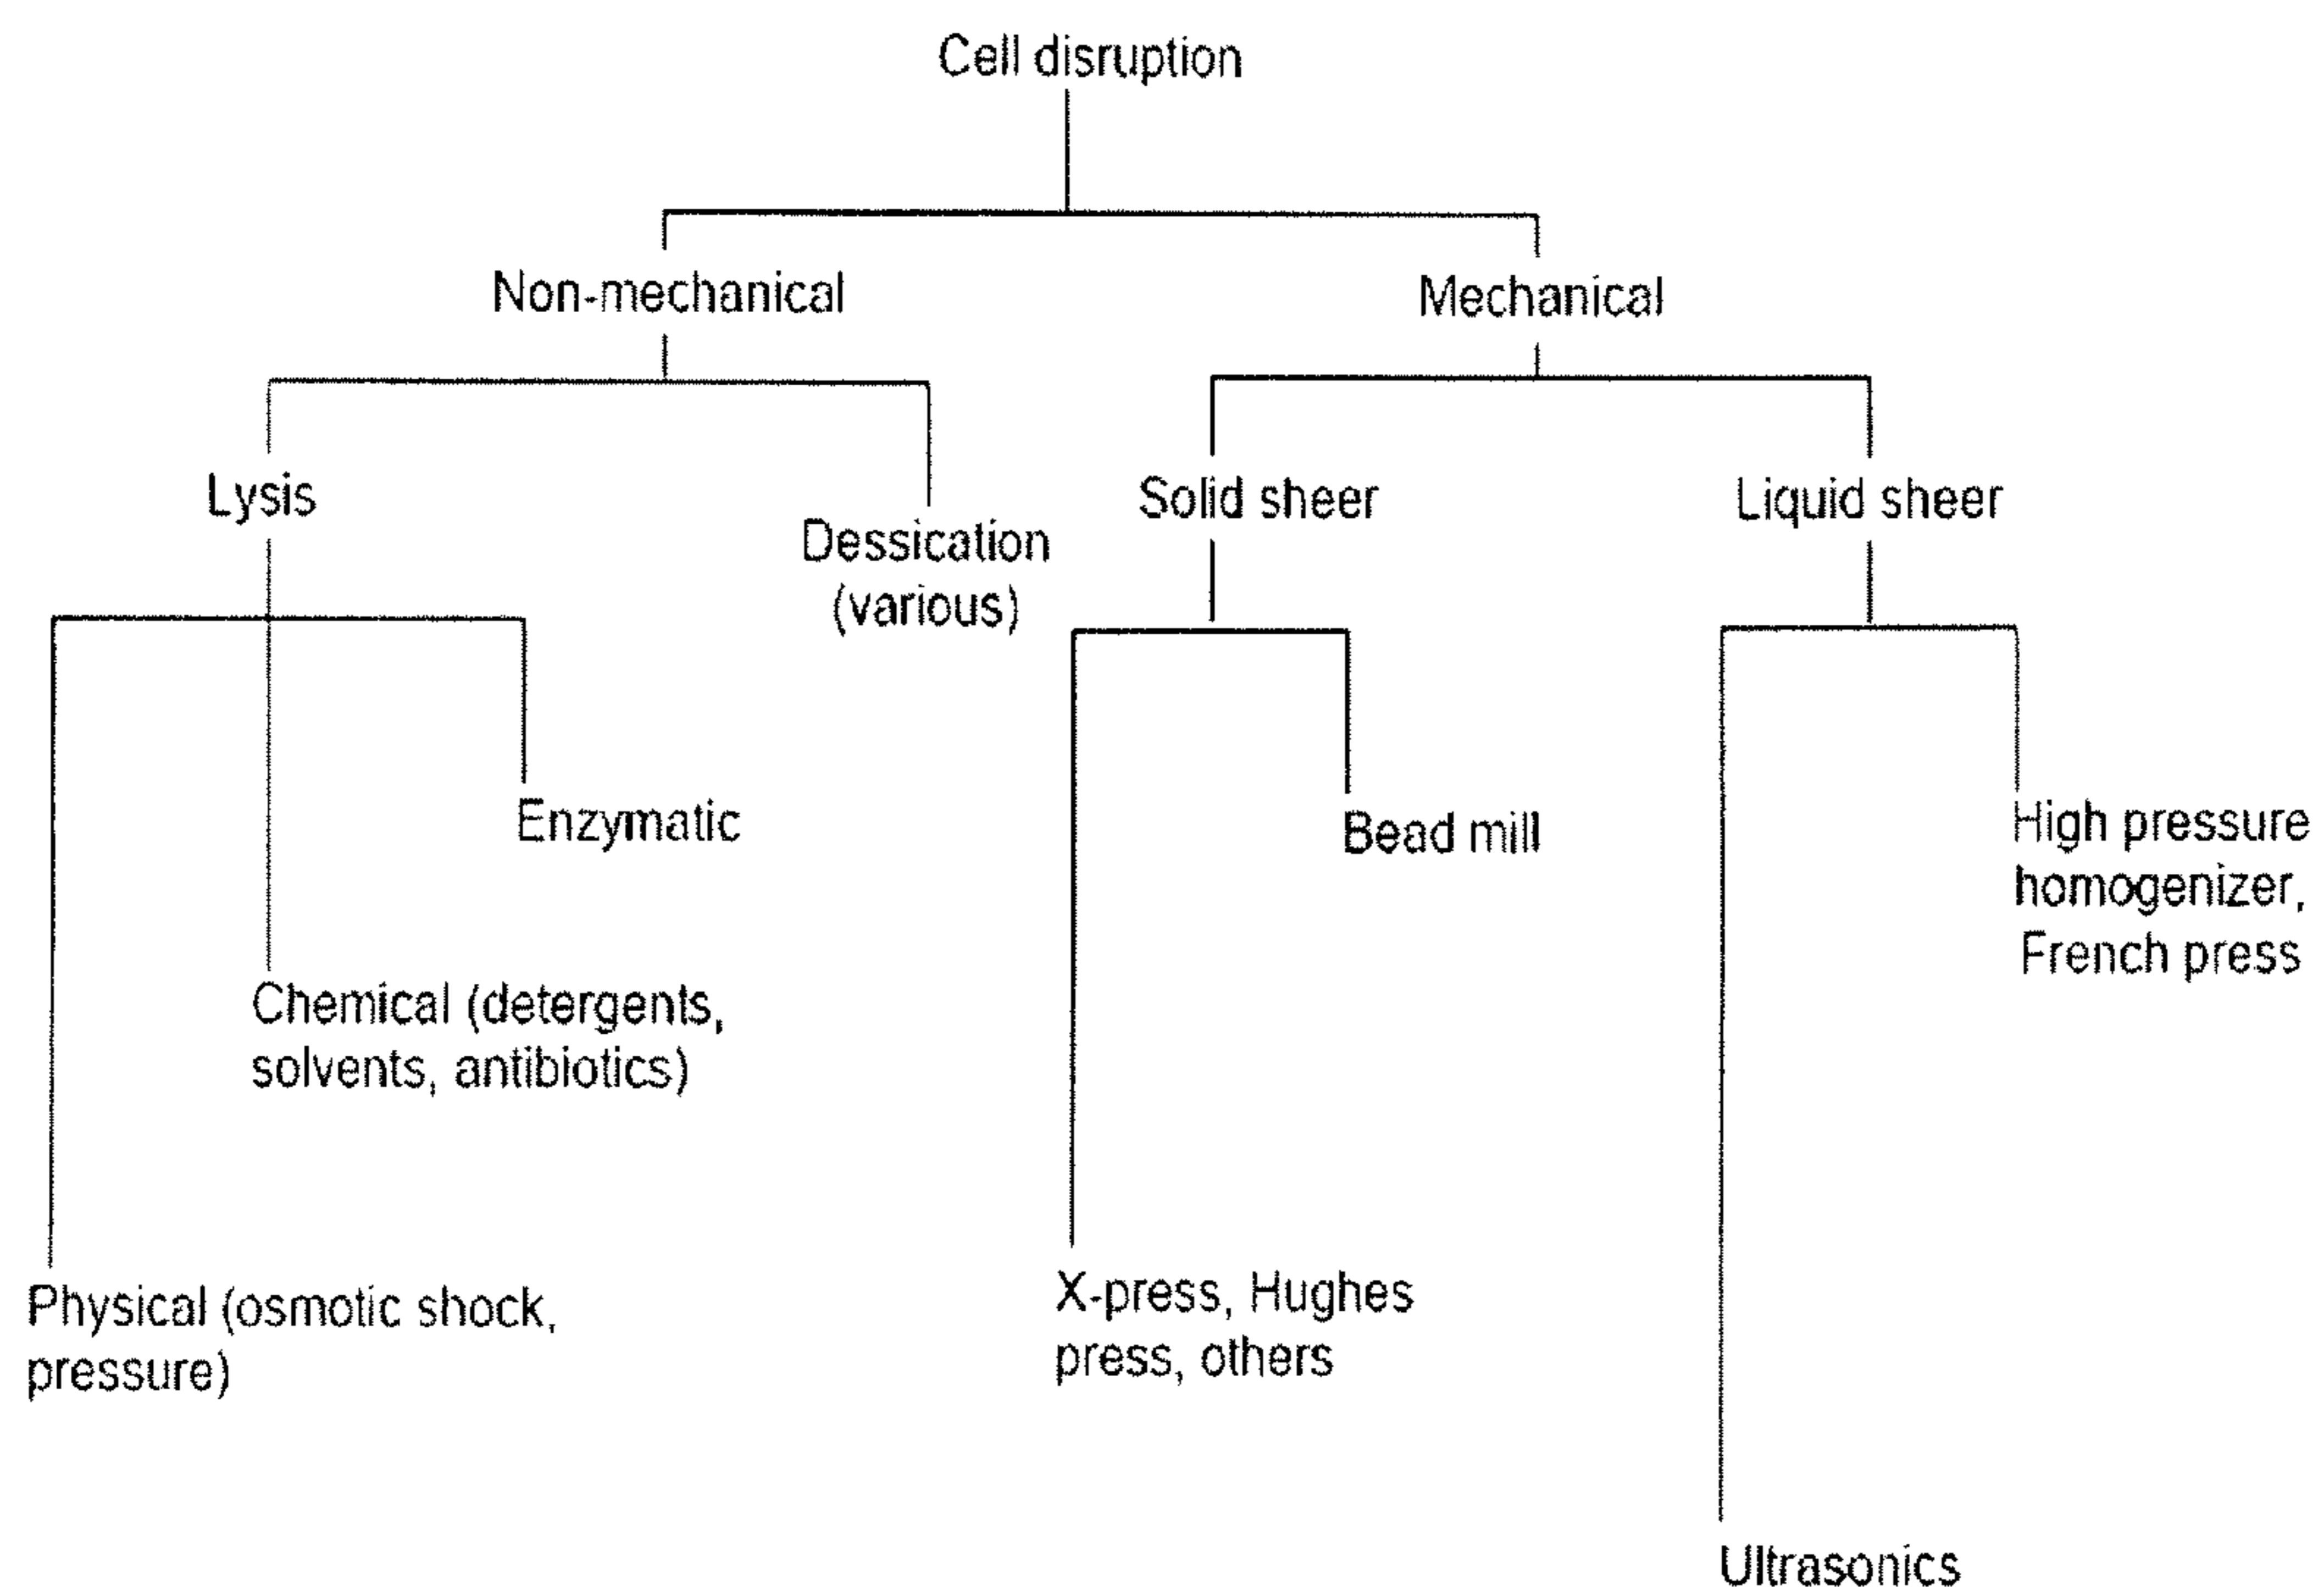 Cell disruption
Non-mechanical
Mechanical
Lysis
Dessication
(various)
Solid sheer
Liquid sheer
Enzymatic
Bead mill
High pressure
homogenizer,
French press
Chemical (detergents,
solvents, antibiotics)
Physical (osmotic shock,
pressure)
X-press, Hughes
press, others
Ultrasonics